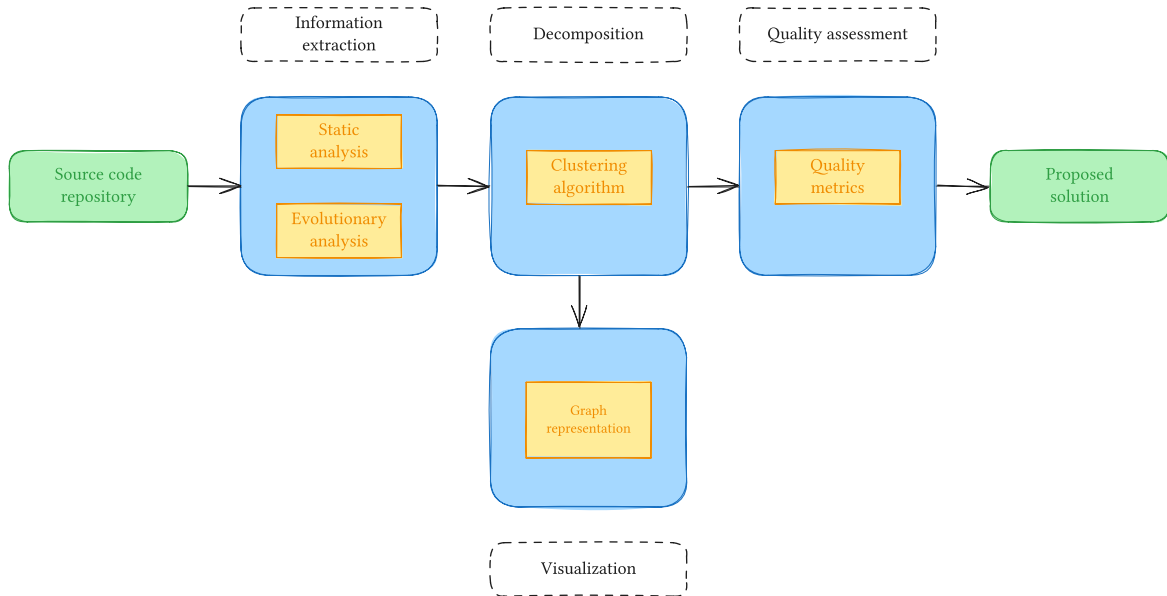 Information
extraction
Decomposition
Quality assessment
Source code
repository
Static
analysis
Evolutionary
analysis
Clustering
algorithm
Quality
metrics
Proposed
solution
Graph
representation
Visualization